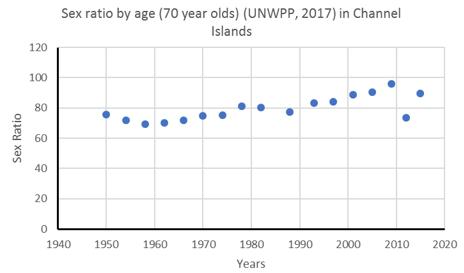 Sex ratio by age (70 year olds) (UNWPP, 2017) in Channel
Islands
120
100
80
60
40
20
0
Sex Ratio
1940 1950 1960 1970 1980 1990 2000 2010 2020
Years